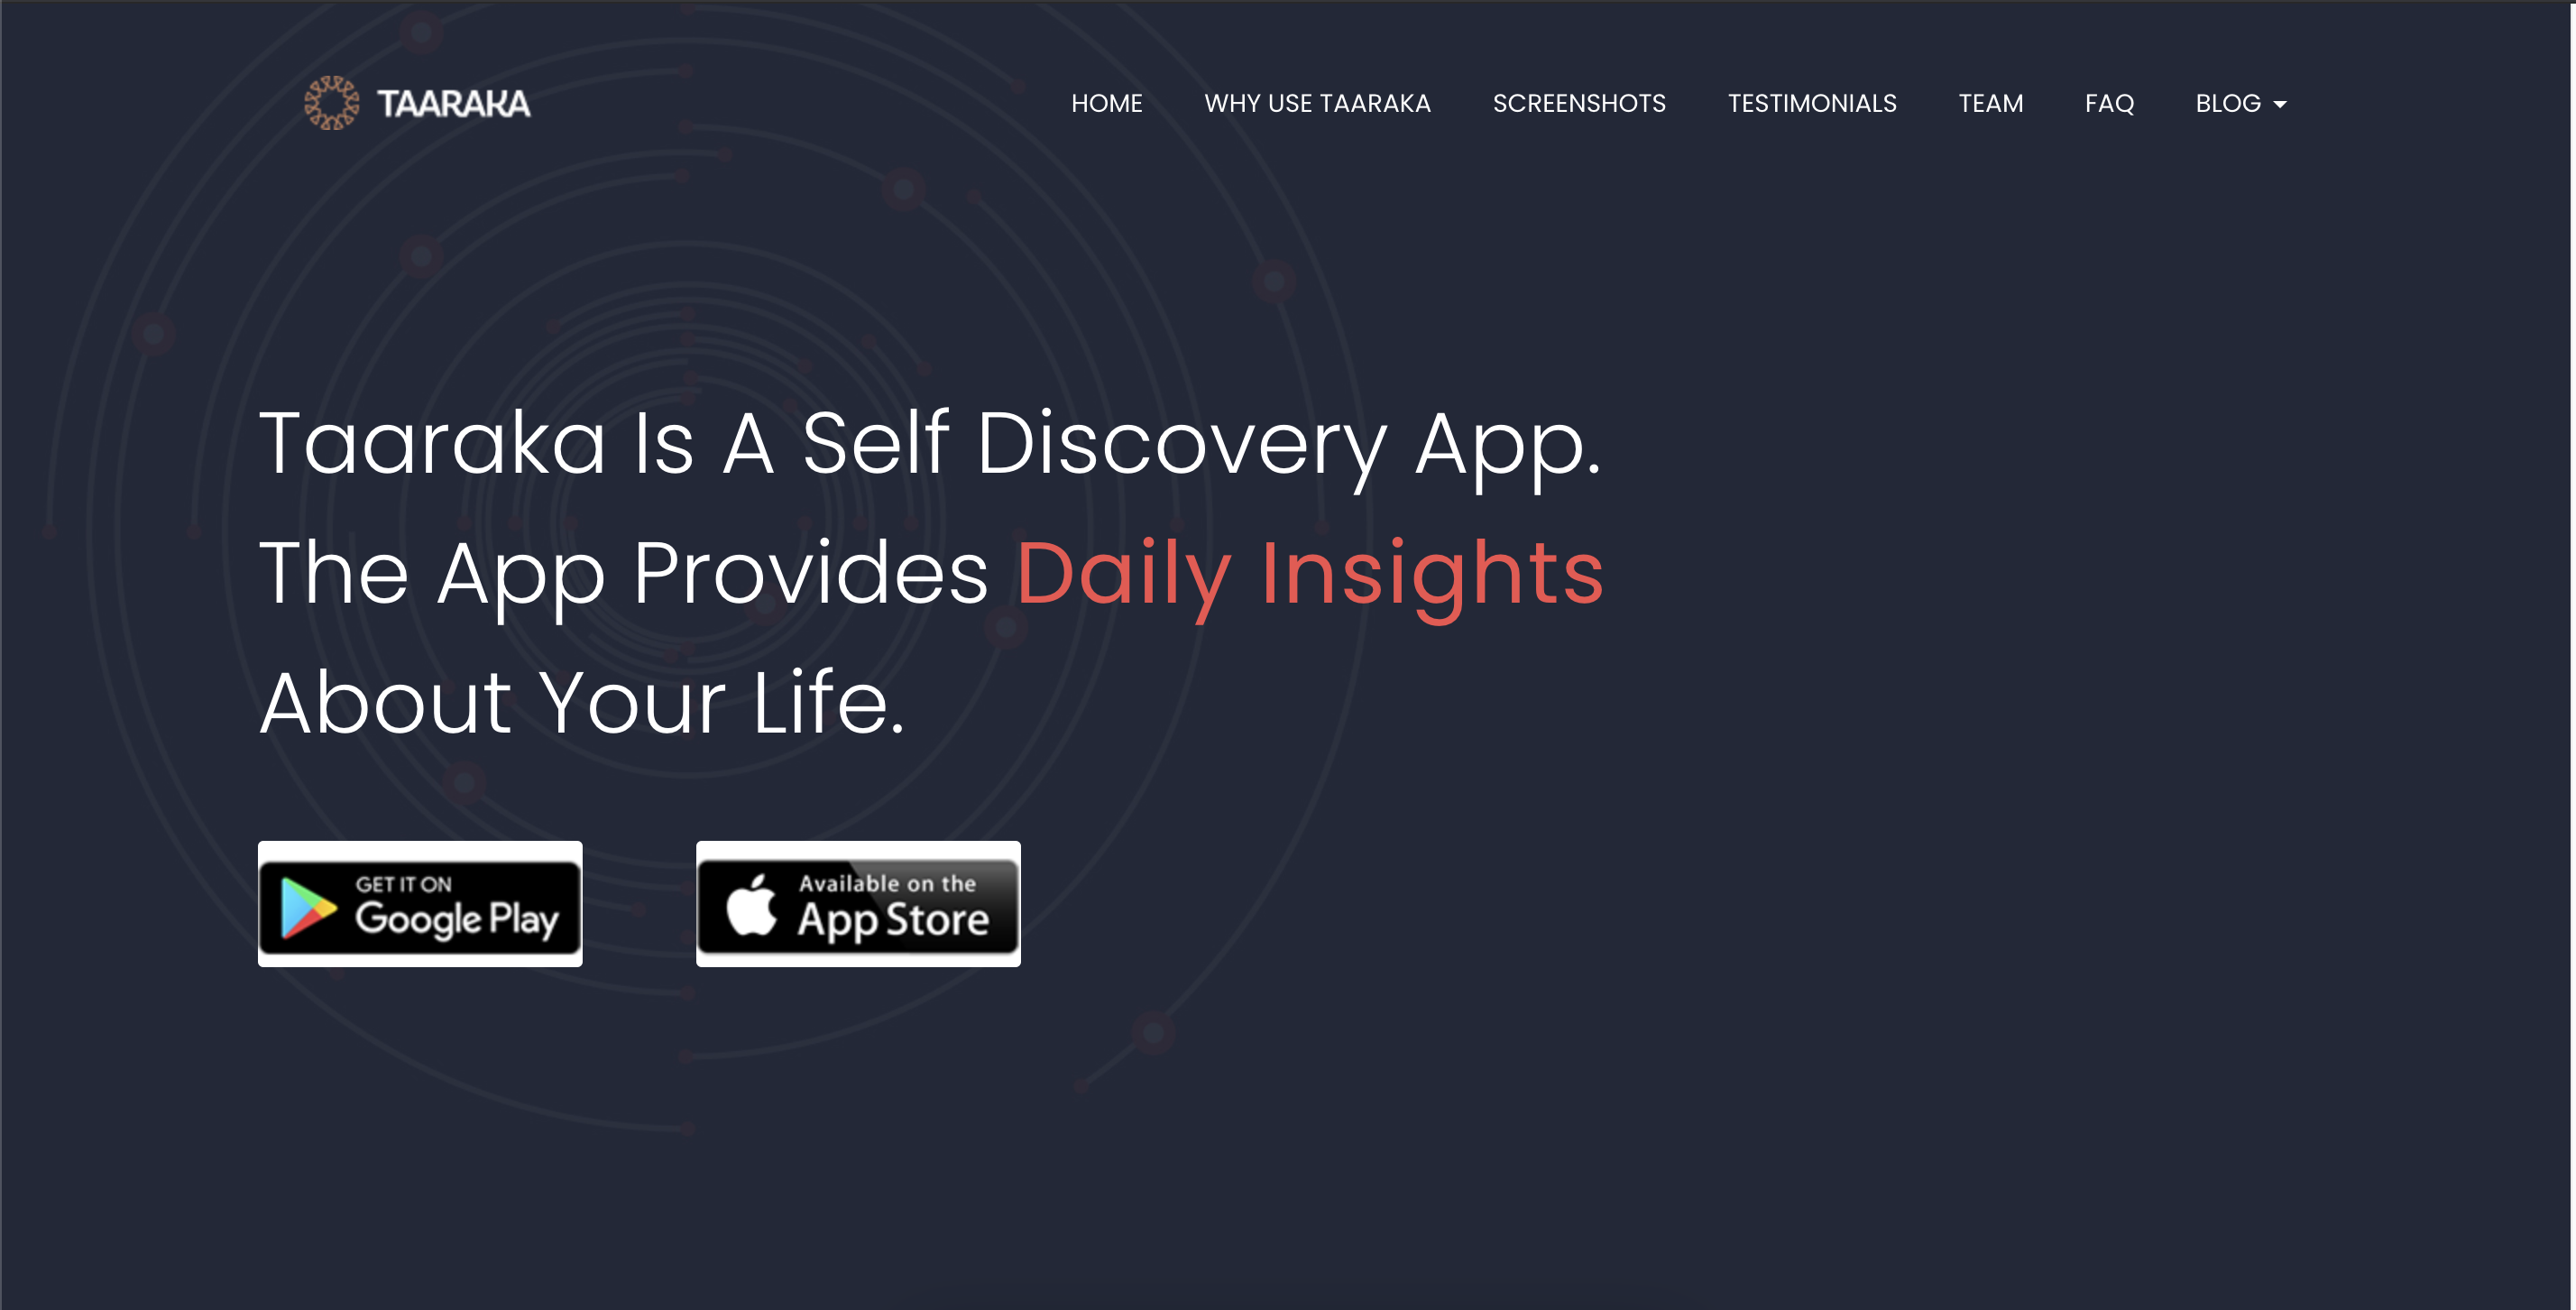 TAARAKA
HOME WHY USE TAARAKA SCREENSHOTS TESTIMONIALS TEAM FAQ BLOG
Taaraka Is A Self Discovery App.
The App Provides Daily Insights
About Your Life.
GET IT ON
Google Play
Available on the
App Store